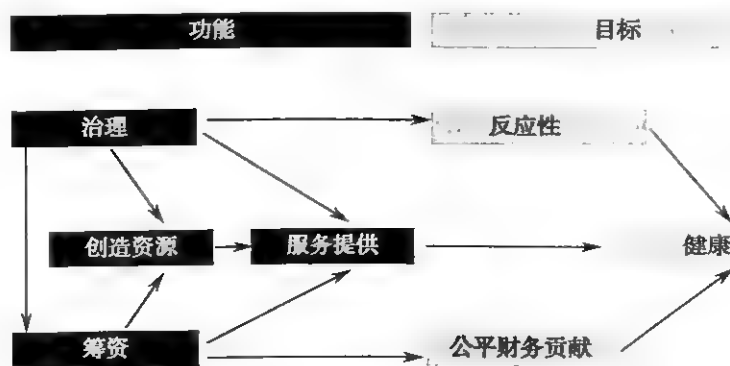 功能
目标
治理
反应性
创造资源
服务提供
健康
筹资
公平财务贡献